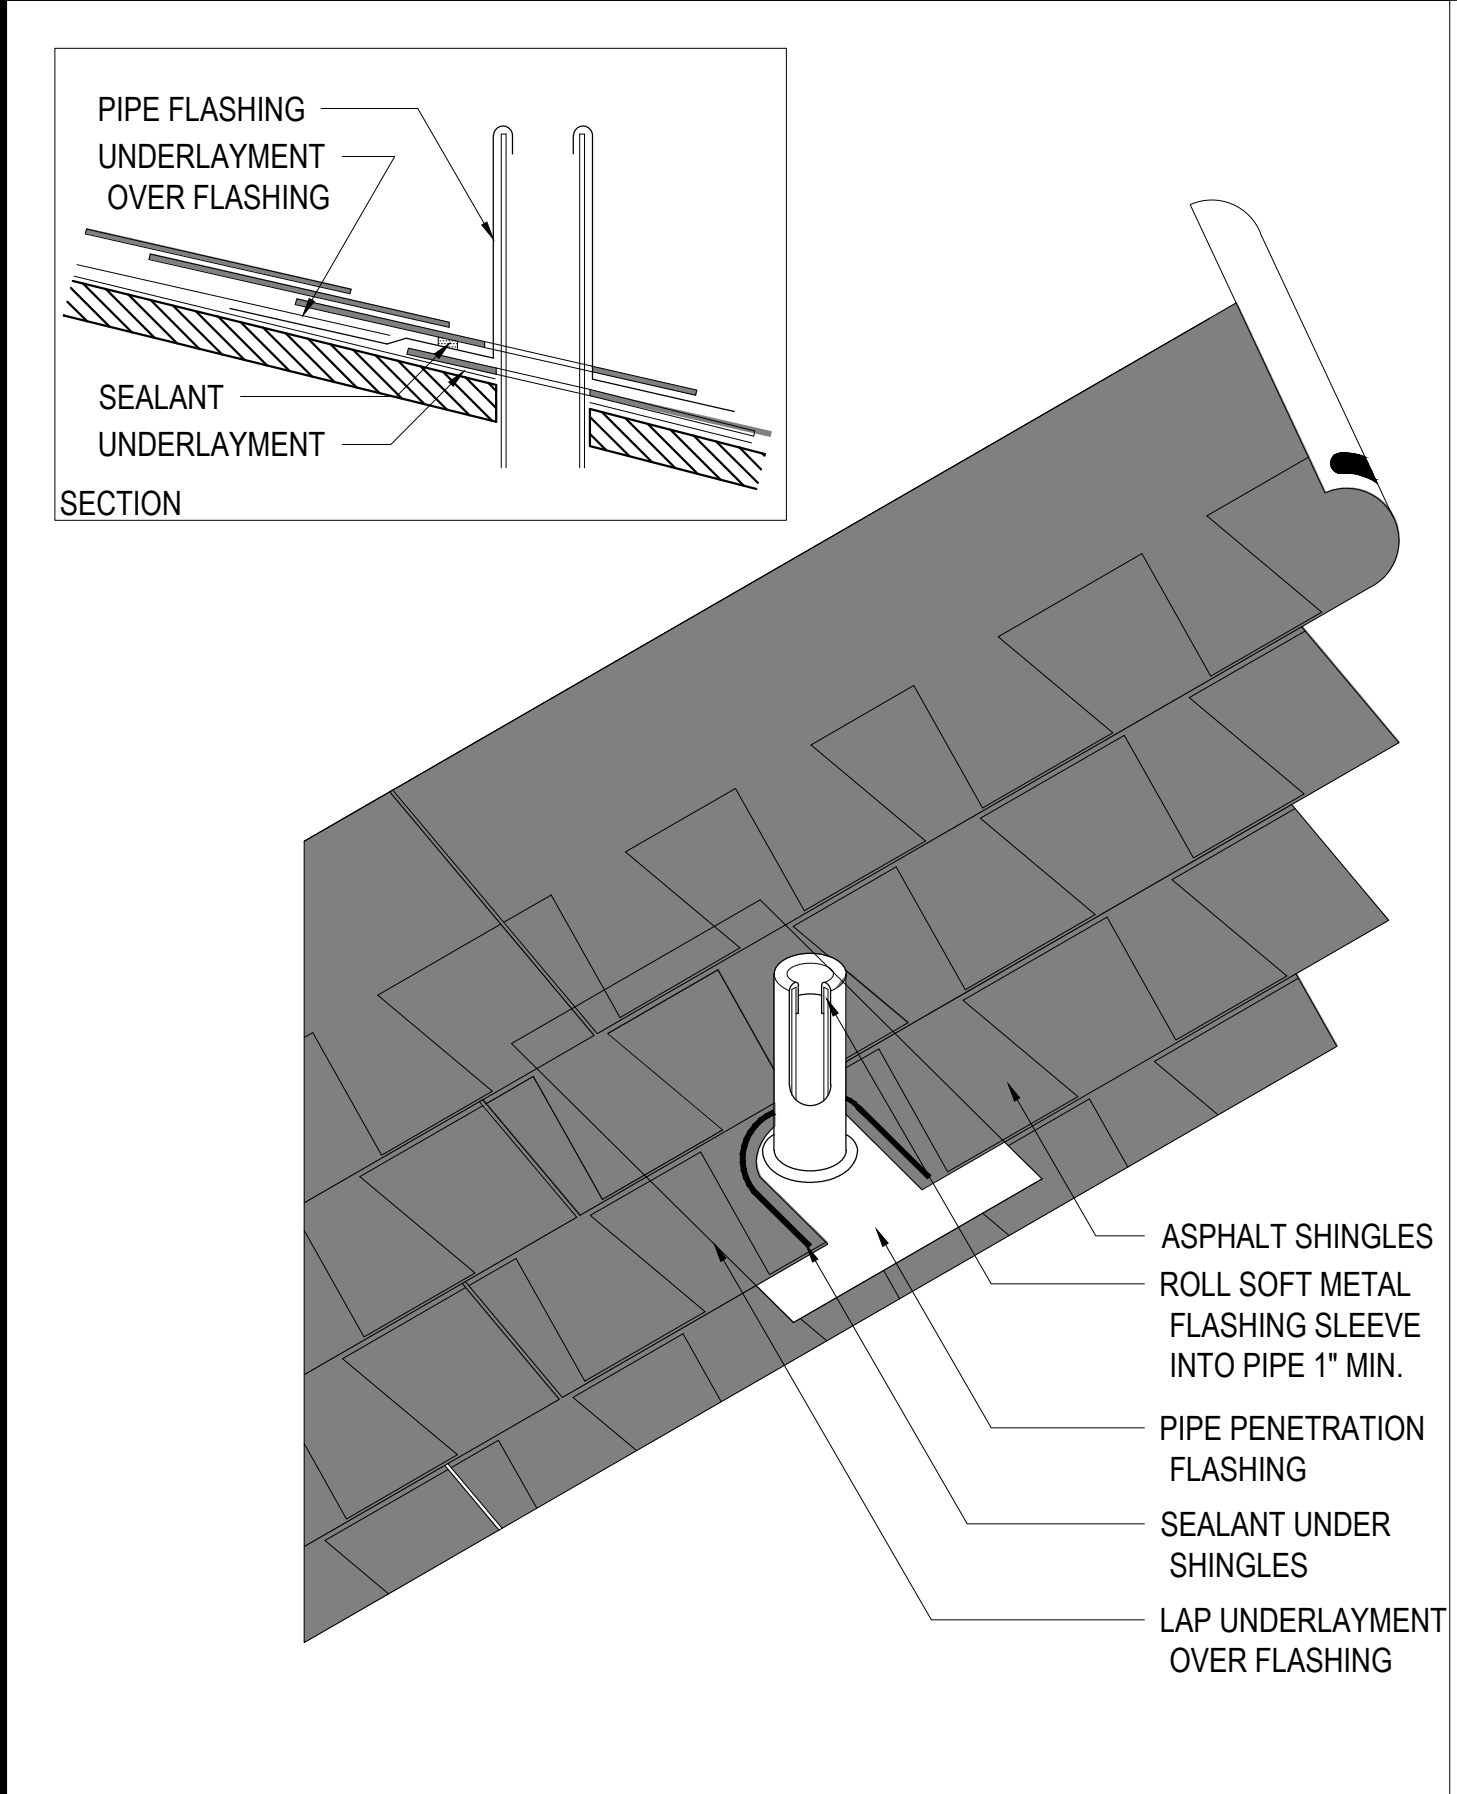 PIPE FLASHING
UNDERLAYMENT
OVER FLASHING
SEALANT
UNDERLAYMENT
SECTION
ASPHALT SHINGLES
ROLL SOFT METAL
FLASHING SLEEVE
INTO PIPE 1" MIN.
PIPE PENETRATION
FLASHING
SEALANT UNDER
SHINGLES
LAP UNDERLAYMENT
OVER FLASHING